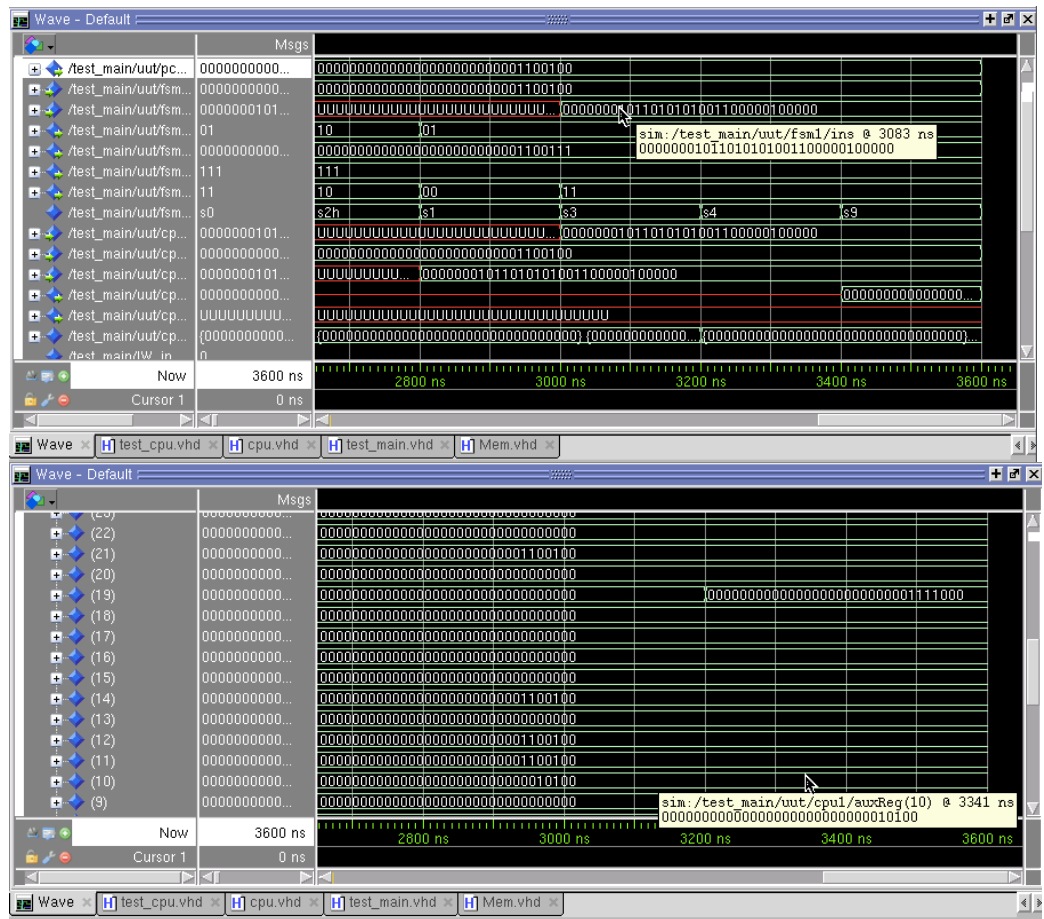 Wave - Default
Msgs
/test_main/uut/pc... 0000000000... 00000000000000000000000001100100
/test_main/uut/fsm... 0000000000... 00000000000000000000000001100100
/test_main/uut/fsm... 0000000101... UUUUUUUUUUUUUUUUUUUUUUUUU... 00000001011010101001100000100000
/test_main/uut/fsm... 01 10 01
sim:/test_main/uut/fsm1/ins @ 3083 ns
00000001011010101001100000100000
/test_main/uut/fsm... 0000000000... 00000000000000000000000001100111
/test_main/uut/fsm... 111 111
/test_main/uut/fsm... 11 10 00 11
/test_main/uut/fsm... s0 s2h s1 s3 s4 s9
/test_main/uut/cp... 0000000101... UUUUUUUUUUUUUUUUUUUUUUUUU... 00000001011010101001100000100000
/test_main/uut/cp... 0000000000... 00000000000000000000000001100100
/test_main/uut/cp... 0000000101... UUUUUUUUU... 00000001011010101001100000100000
/test_main/uut/cp... 0000000000... 000000000000000...
/test_main/uut/cp... UUUUUUUUU... UUUUUUUUUUUUUUUUUUUUUUUUUUUUUUUU
/test_main/uut/cp... {0000000000... {00000000000000000000000000000000} {000000000000... {00000000000000000000000000000000}...
/test_main/IW_in 0
Now 3600 ns 2800 ns 3000 ns 3200 ns 3400 ns 3600 ns
Cursor 1 0 ns
Wave test_cpu.vhd cpu.vhd test_main.vhd Mem.vhd
Wave - Default
Msgs
(23) 0000000000... 00000000000000000000000000000000
(22) 0000000000... 00000000000000000000000000000000
(21) 0000000000... 00000000000000000000000001100100
(20) 0000000000... 00000000000000000000000000000000
(19) 0000000000... 00000000000000000000000000000000 00000000000000000000000001111000
(18) 0000000000... 00000000000000000000000000000000
(17) 0000000000... 00000000000000000000000000000000
(16) 0000000000... 00000000000000000000000000000000
(15) 0000000000... 00000000000000000000000000000000
(14) 0000000000... 00000000000000000000000001100100
(13) 0000000000... 00000000000000000000000000000000
(12) 0000000000... 00000000000000000000000001100100
(11) 0000000000... 00000000000000000000000001100100
(10) 0000000000... 00000000000000000000000000010100
(9) 0000000000... 00000000000000000000000000000000
sim:/test_main/uut/cpu1/auxReg(10) @ 3341 ns
00000000000000000000000000010100
Now 3600 ns 2800 ns 3000 ns 3200 ns 3400 ns 3600 ns
Cursor 1 0 ns
Wave test_cpu.vhd cpu.vhd test_main.vhd Mem.vhd